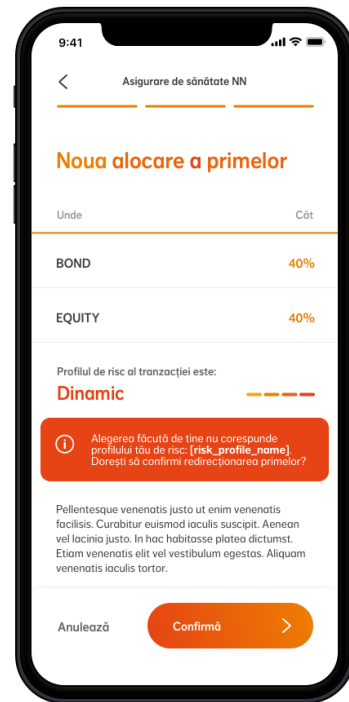 9:41
Asigurare de sănătate NN
Noua alocare a primelor
Unde Cât
BOND 40%
EQUITY 40%
Profilul de risc al tranzacției este:
Dinamic
Alegerea făcută de tine nu corespunde
profilului tău de risc: [risk_profile_name].
Dorești să confirmi redirecționarea primelor?
Pellentesque venenatis justo ut enim venenatis
facilisis. Curabitur euismod iaculis suscipit. Aenean
vel lacinia justo. In hac habitasse platea dictumst.
Etiam venenatis elit vel vestibulum egestas. Aliquam
venenatis iaculis tortor.
Anulează Confirmă